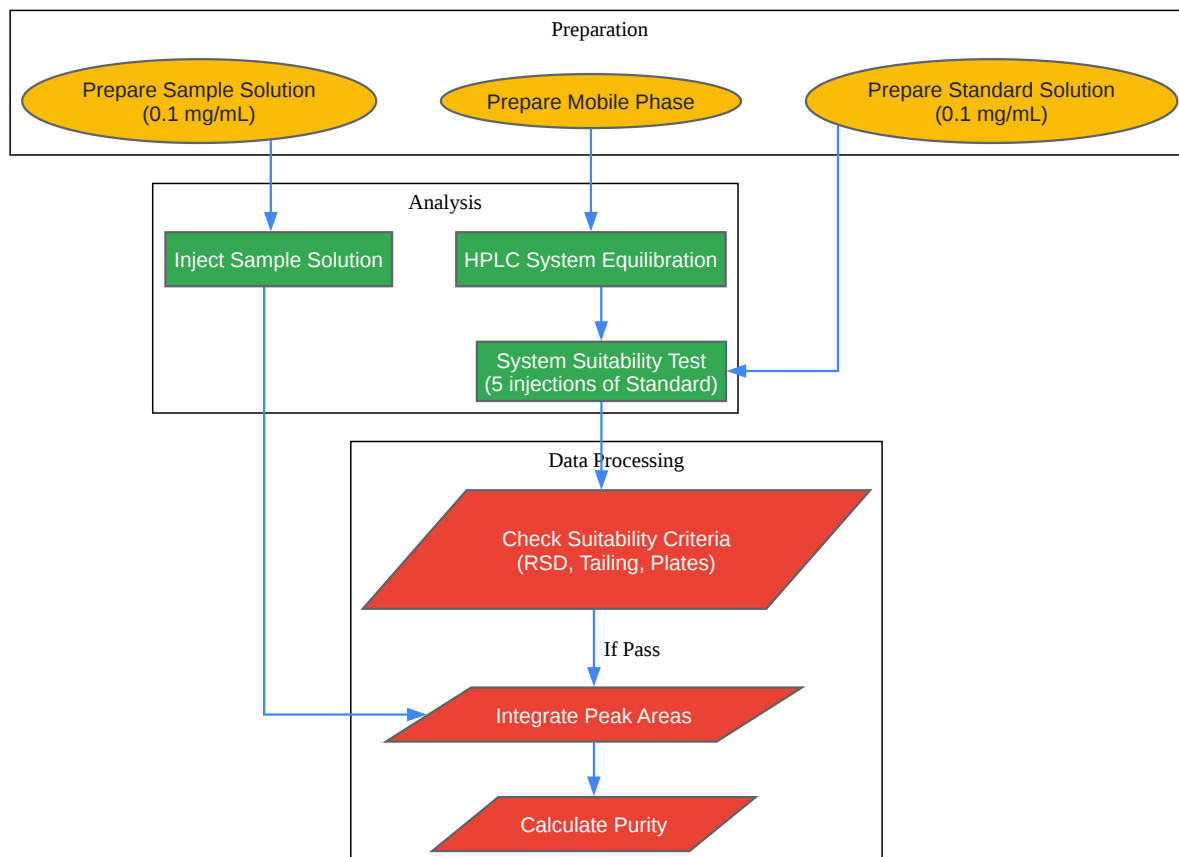 Preparation
Prepare Sample Solution
(0.1 mg/mL)
Prepare Mobile Phase
Prepare Standard Solution
(0.1 mg/mL)
Analysis
Inject Sample Solution
HPLC System Equilibration
System Suitability Test
(5 injections of Standard)
Data Processing
Check Suitability Criteria
(RSD, Tailing, Plates)
If Pass
Integrate Peak Areas
Calculate Purity